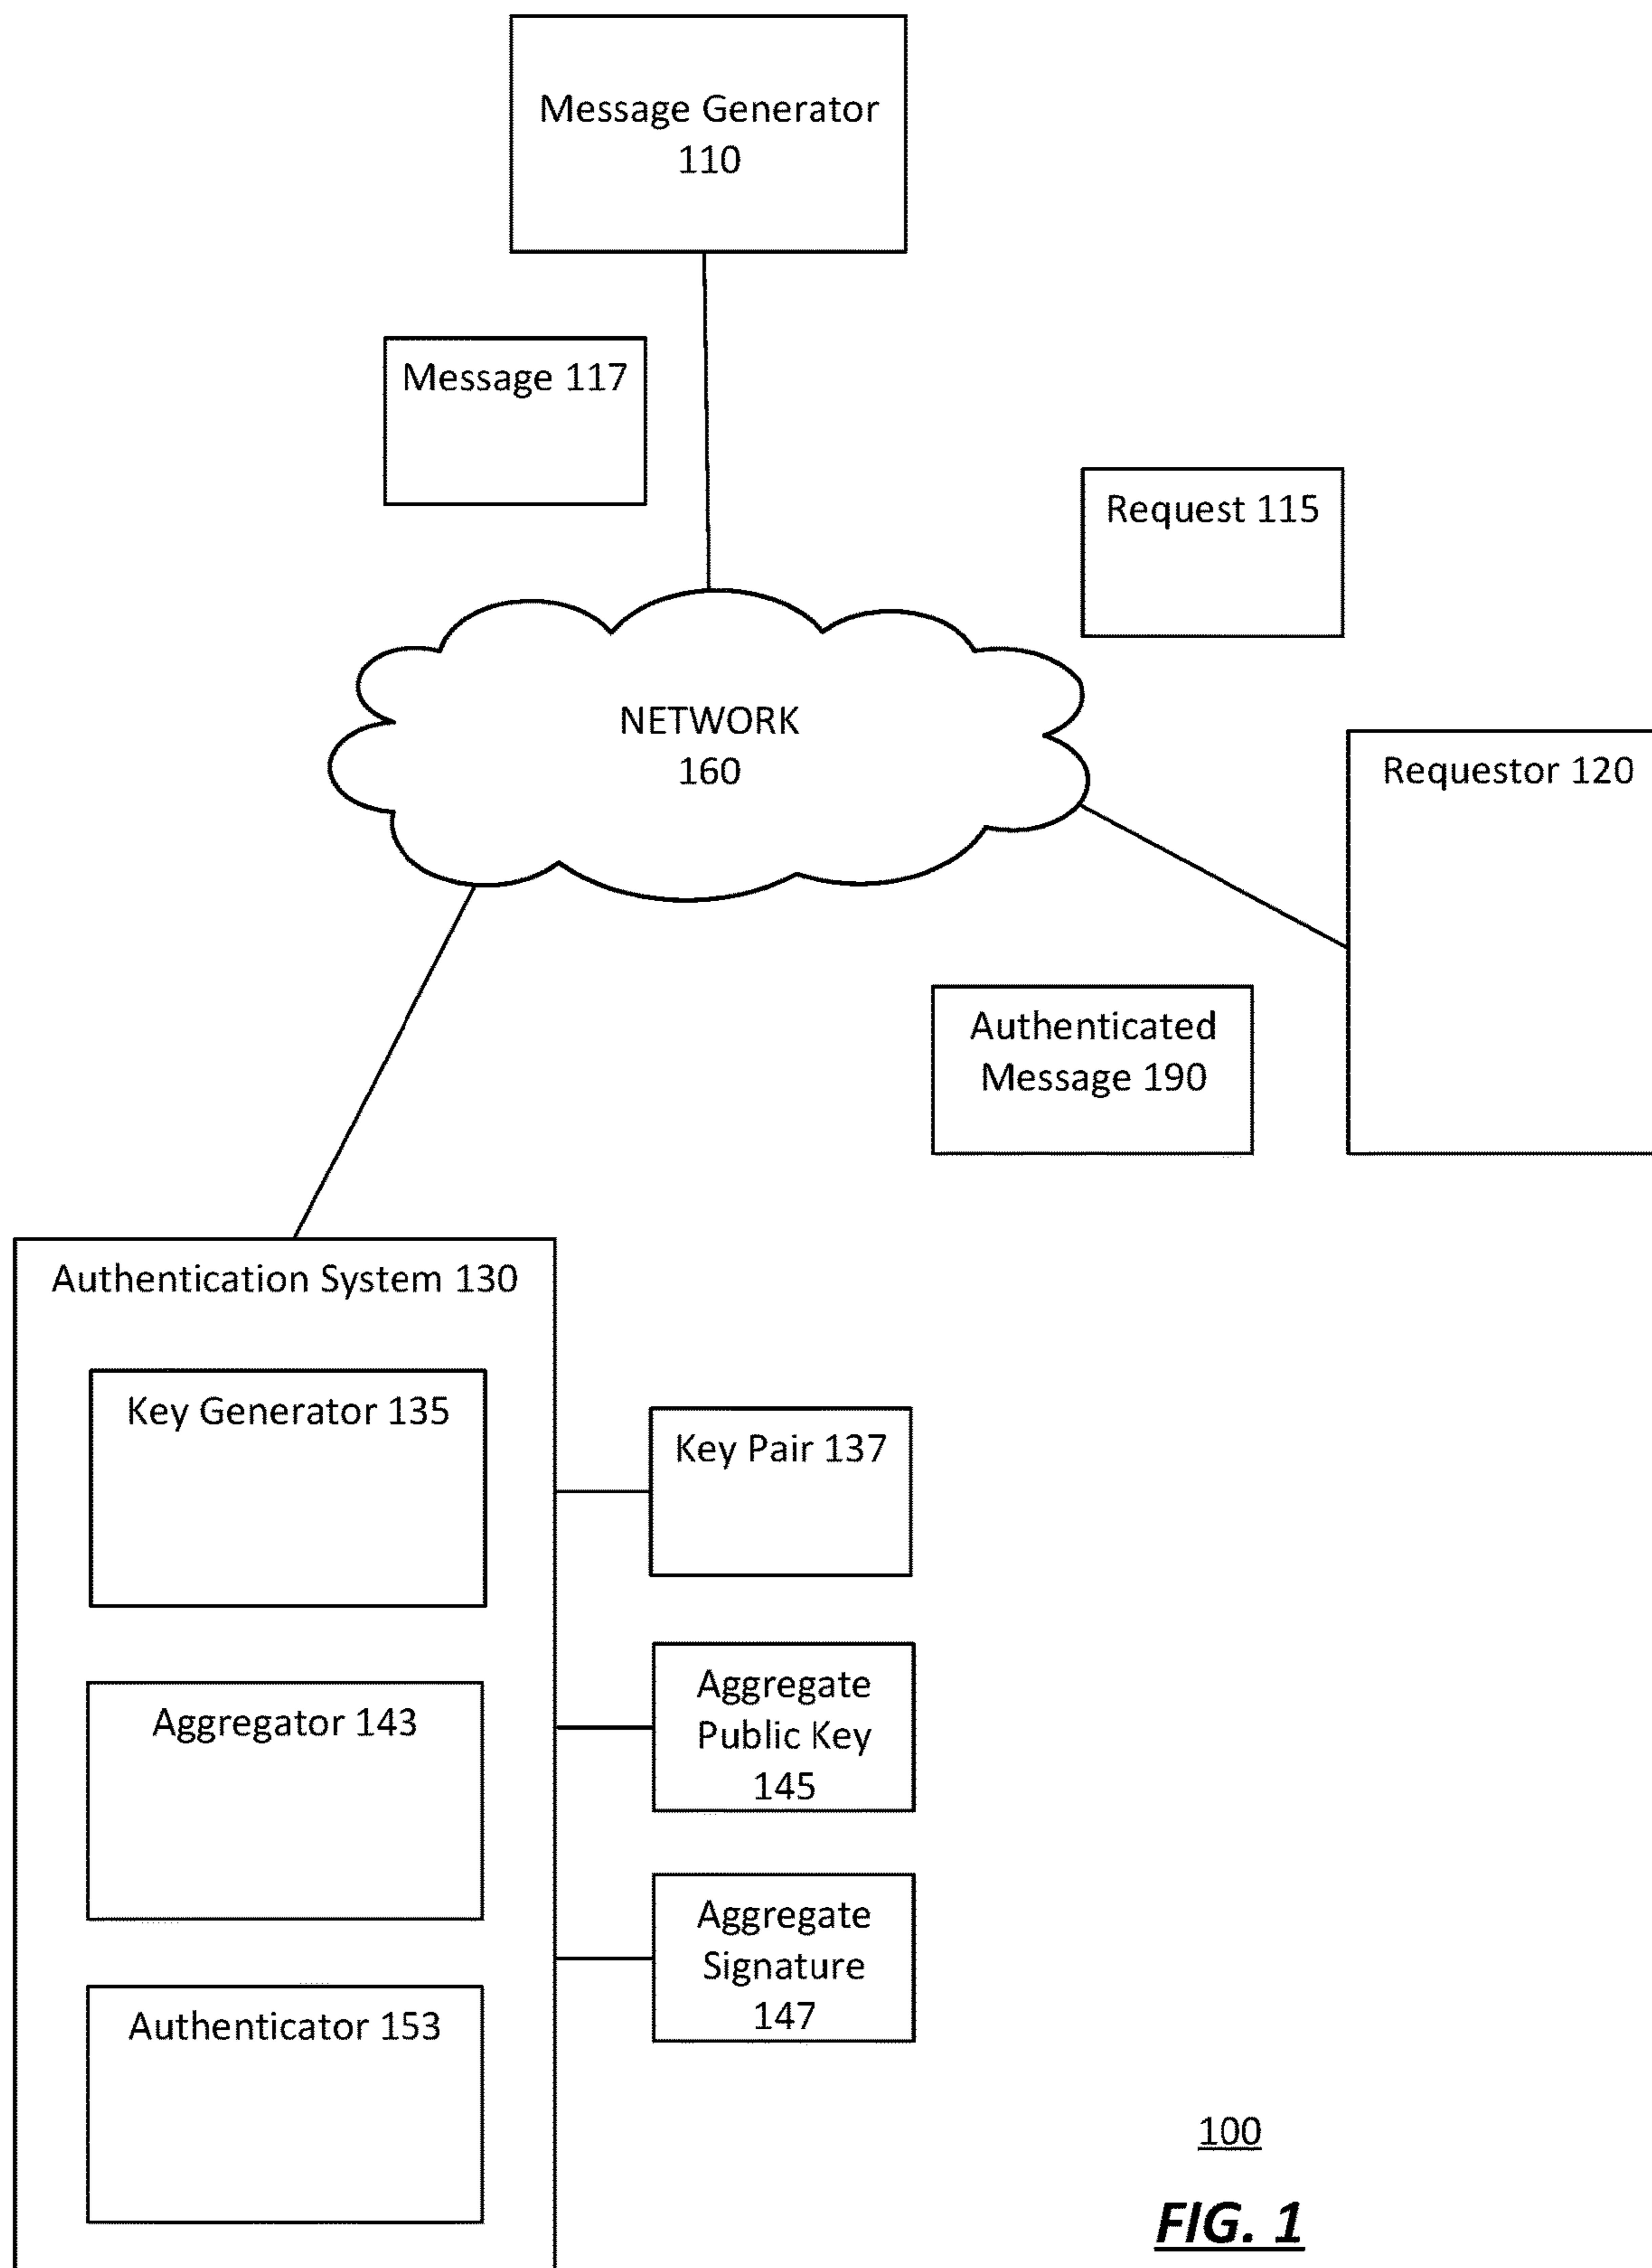 Message Generator
110
Message 117
Request 115
NETWORK
160
Requestor 120
Authenticated
Message 190
Authentication System 130
Key Generator 135
Key Pair 137
Aggregate
Public Key
145
Aggregator 143
Aggregate
Signature
147
Authenticator 153
100
FIG. 1